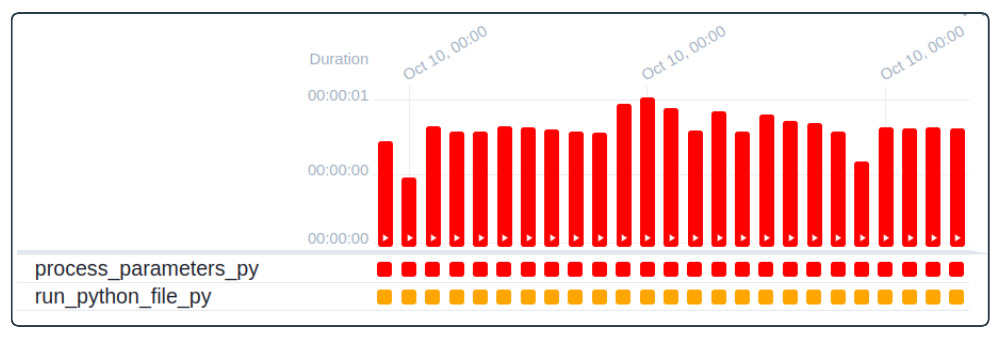 Duration
Oct 10, 00:00
Oct 10, 00:00
Oct 10, 00:00
00:00:01
00:00:00
00:00:00
process_parameters_py
run_python_file_py